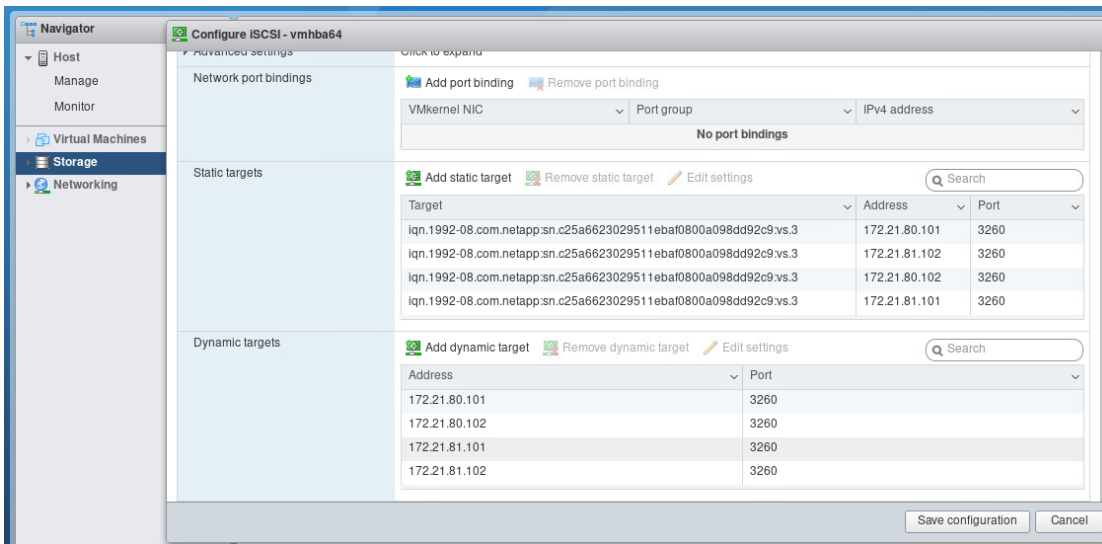 Navigator
Configure iSCSI - vmhba64
Host
Manage
Monitor
Virtual Machines
Storage
Networking
Advanced settings Click to expand
Network port bindings Add port binding Remove port binding
VMkernel NIC Port group IPv4 address
No port bindings
Static targets Add static target Remove static target Edit settings Search
Target Address Port
iqn.1992-08.com.netapp:sn.c25a6623029511ebaf0800a098dd92c9:vs.3 172.21.80.101 3260
iqn.1992-08.com.netapp:sn.c25a6623029511ebaf0800a098dd92c9:vs.3 172.21.81.102 3260
iqn.1992-08.com.netapp:sn.c25a6623029511ebaf0800a098dd92c9:vs.3 172.21.80.102 3260
iqn.1992-08.com.netapp:sn.c25a6623029511ebaf0800a098dd92c9:vs.3 172.21.81.101 3260
Dynamic targets Add dynamic target Remove dynamic target Edit settings Search
Address Port
172.21.80.101 3260
172.21.80.102 3260
172.21.81.101 3260
172.21.81.102 3260
Save configuration Cancel